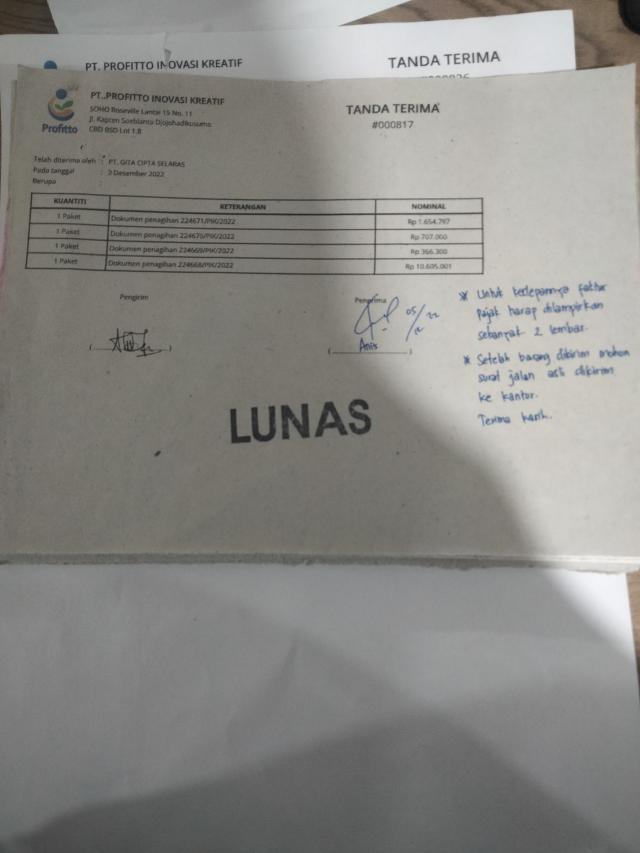 PT. PROFITTO INOVASI KREATIF
TANDA TERIMA
Profitto
PT. PROFITTO INOVASI KREATIF
SOHO Roseville Lantai 15 No. 11
Jl. Kapten Soebianto Djojohadikusumo
CBD BSD Lot 1.8
TANDA TERIMA
#000817
Telah diterima oleh : PT. GITA CIPTA SELARAS
Pada tanggal : 3 Desember 2022
Berupa :
KUANTITI KETERANGAN NOMINAL
1 Paket Dokumen penagihan 224671/PIK/2022 Rp 1.654.797
1 Paket Dokumen penagihan 224670/PIK/2022 Rp 707.000
1 Paket Dokumen penagihan 224669/PIK/2022 Rp 366.300
1 Paket Dokumen penagihan 224668/PIK/2022 Rp 10.605.001
Pengirim
Penerima
05/12 22
Anis
* Untuk kedepannya faktur
pajak harap dilampirkan
sebanyak 2 lembar.
* Setelah barang dikirim mohon
surat jalan asli dikirim
ke kantor.
Terima kasih.
LUNAS